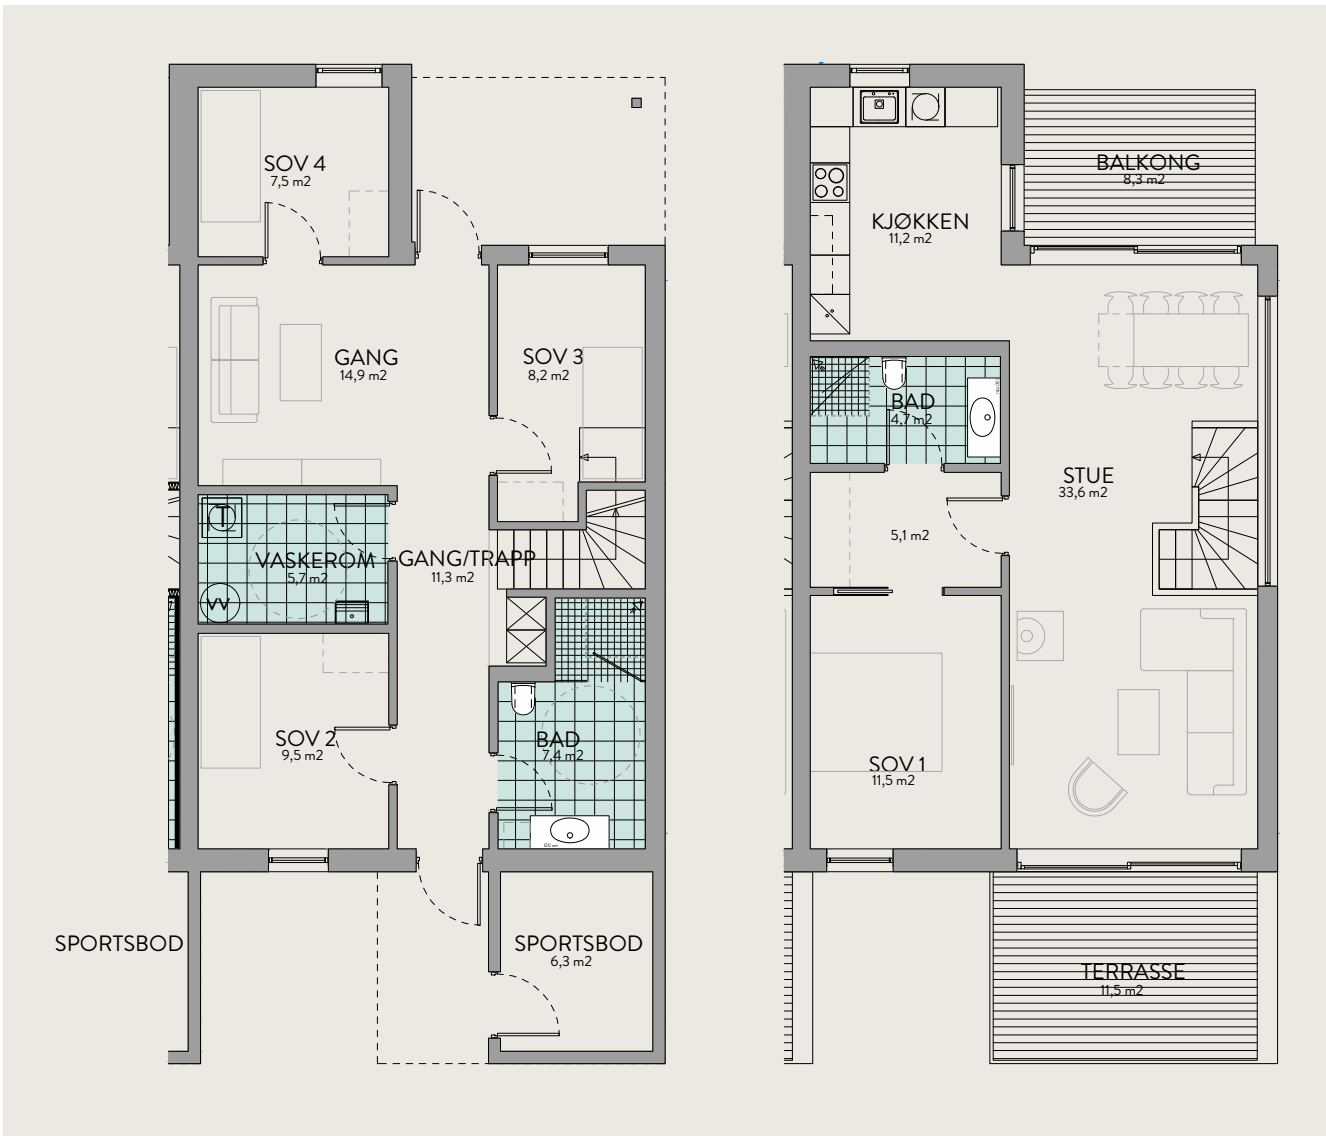 SOV 4
7,5 m2
GANG
14,9 m2
SOV 3
8,2 m2
T
VASKEROM
5,7 m2
VV
GANG/TRAPP
11,3 m2
SOV 2
9,5 m2
BAD
7,4 m2
120 cm
SPORTSBOD
SPORTSBOD
6,3 m2
BALKONG
8,3 m2
KJØKKEN
11,2 m2
BAD
4,7 m2
STUE
33,6 m2
5,1 m2
SOV 1
11,5 m2
TERRASSE
11,5 m2